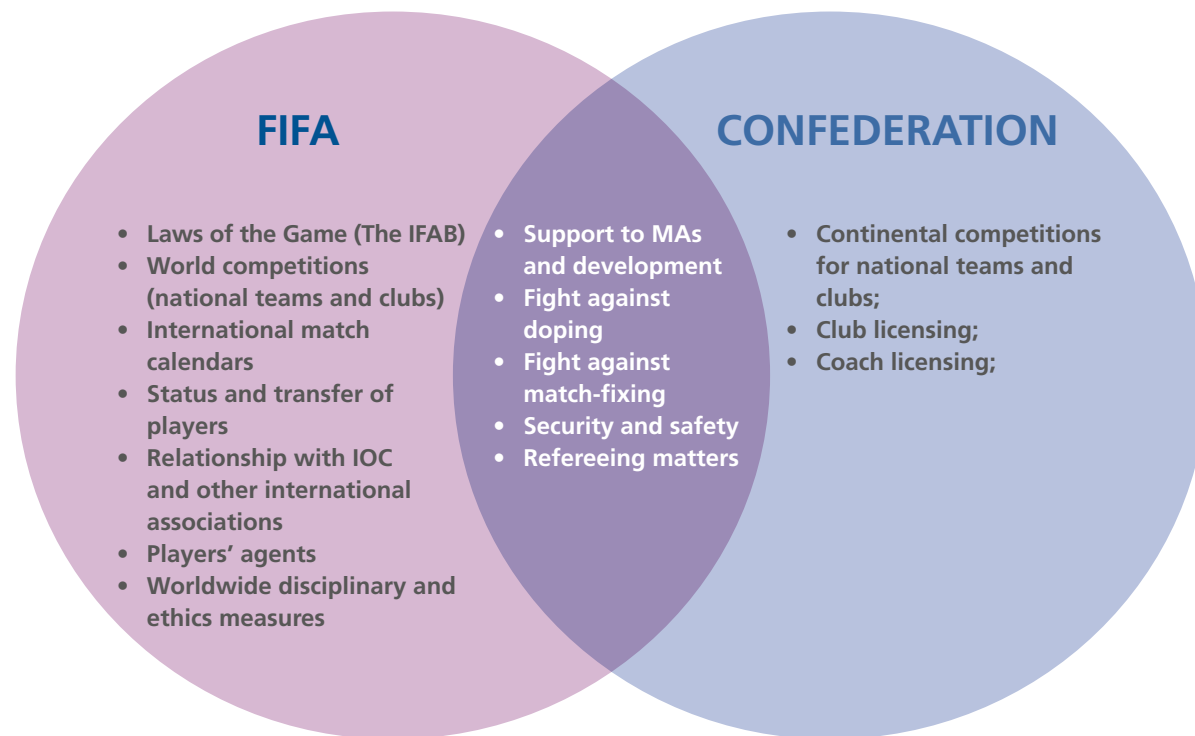 FIFA
• Laws of the Game (The IFAB)
• World competitions
(national teams and clubs)
• International match
calendars
• Status and transfer of
players
• Relationship with IOC
and other international
associations
• Players’ agents
• Worldwide disciplinary and
ethics measures
• Support to MAs
and development
• Fight against
doping
• Fight against
match-fixing
• Security and safety
• Refereeing matters
CONFEDERATION
• Continental competitions
for national teams and
clubs;
• Club licensing;
• Coach licensing;